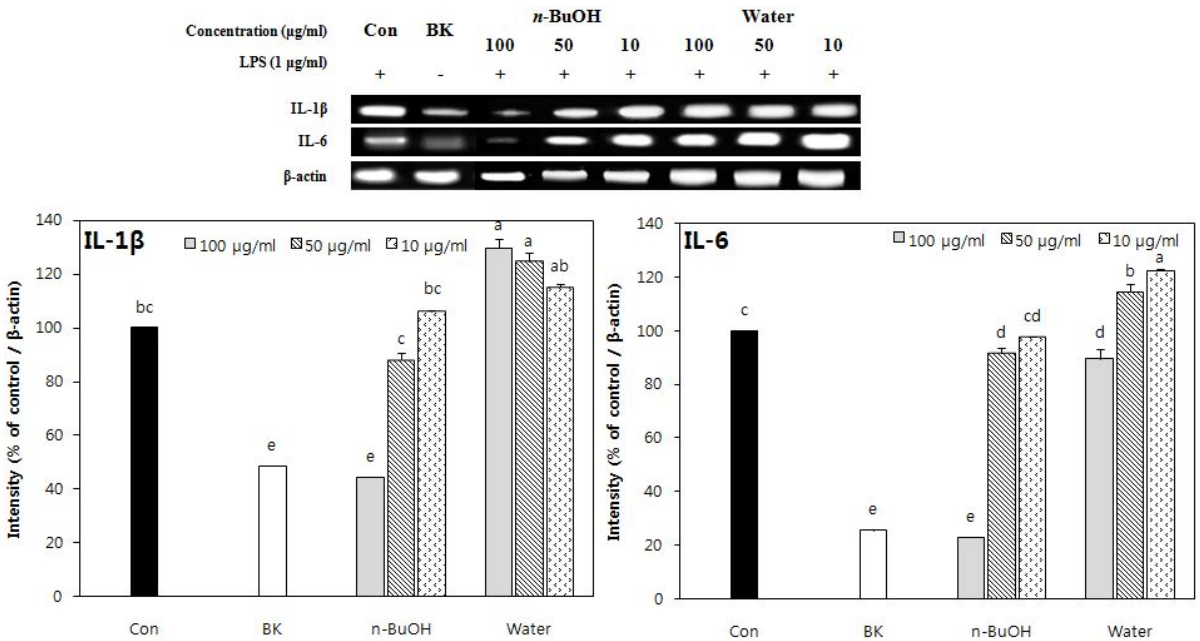 Concentration (µg/ml) Con BK n-BuOH Water
100 50 10 100 50 10
LPS (1 µg/ml) + - + + + + + +
IL-1β
IL-6
β-actin
IL-1β
100 µg/ml 50 µg/ml 10 µg/ml
Intensity (% of control / β-actin)
140
120
100
80
60
40
20
0
bc
e
e
c
bc
a
a
ab
Con BK n-BuOH Water
IL-6
100 µg/ml 50 µg/ml 10 µg/ml
Intensity (% of control / β-actin)
140
120
100
80
60
40
20
0
c
e
e
d
cd
d
b
a
Con BK n-BuOH Water